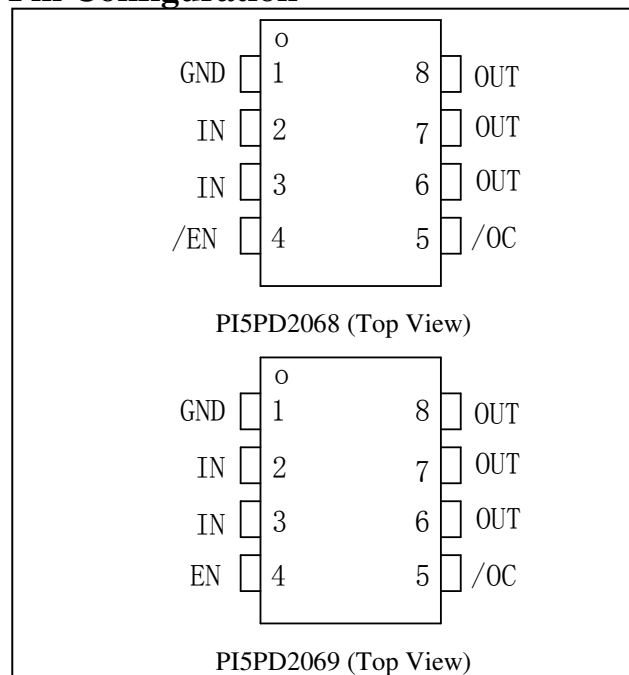 o
GND 1 8 OUT
IN 2 7 OUT
IN 3 6 OUT
/EN 4 5 /OC
PI5PD2068 (Top View)
o
GND 1 8 OUT
IN 2 7 OUT
IN 3 6 OUT
EN 4 5 /OC
PI5PD2069 (Top View)